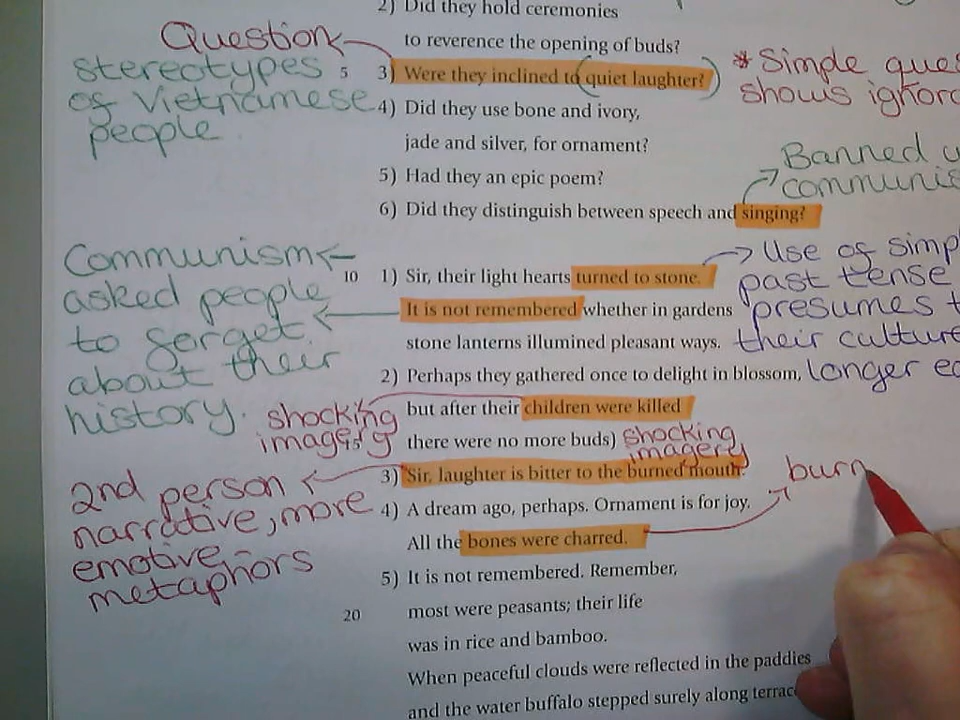 2) Did they hold ceremonies
to reverence the opening of buds?
Question
stereotypes
of Vietnamese
people
5
3) Were they inclined to quiet laughter?
* Simple
shows
4) Did they use bone and ivory,
jade and silver, for ornament?
Banned
5) Had they an epic poem?
6) Did they distinguish between speech and singing?
Communism
asked people
to forget
about their
history.
10
1) Sir, their light hearts turned to stone.
Use of
past tense
presumes
their culture
longer
It is not remembered whether in gardens
stone lanterns illumined pleasant ways.
2) Perhaps they gathered once to delight in blossom,
but after their children were killed
shocking
imagery
15
there were no more buds)
shocking
imagery
3) Sir, laughter is bitter to the burned mouth.
2nd person
narrative, more
emotive
metaphors
4) A dream ago, perhaps. Ornament is for joy.
All the bones were charred.
burn
5) It is not remembered. Remember,
20
most were peasants; their life
was in rice and bamboo.
When peaceful clouds were reflected in the paddies
and the water buffalo stepped surely along